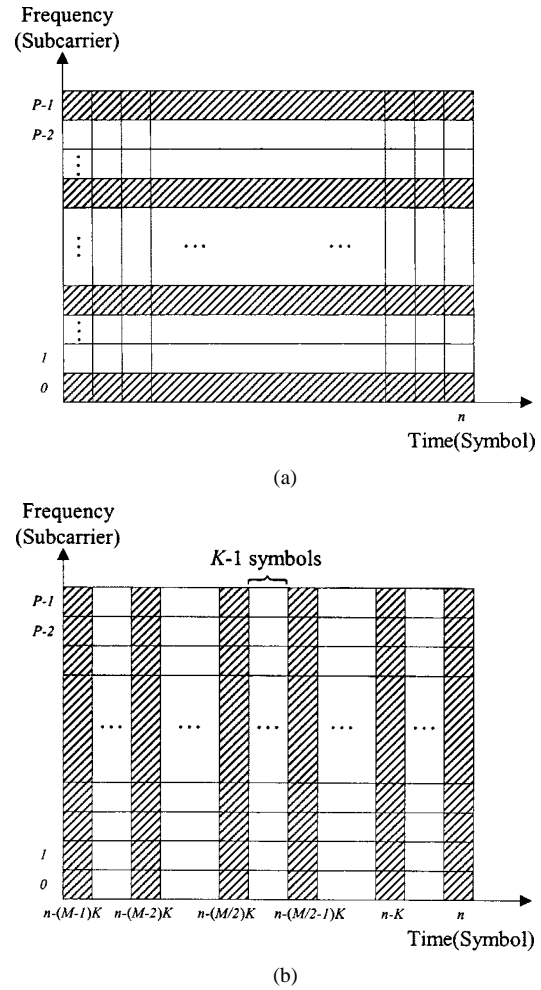 Frequency
(Subcarrier)
P-1
P-2
⋮
...
...
⋮
⋮
1
0
n
Time(Symbol)
(a)
Frequency
(Subcarrier)
K-1 symbols
P-1
P-2
... ... ... ... ...
1
0
n-(M-1)K n-(M-2)K n-(M/2)K n-(M/2-1)K n-K n
Time(Symbol)
(b)